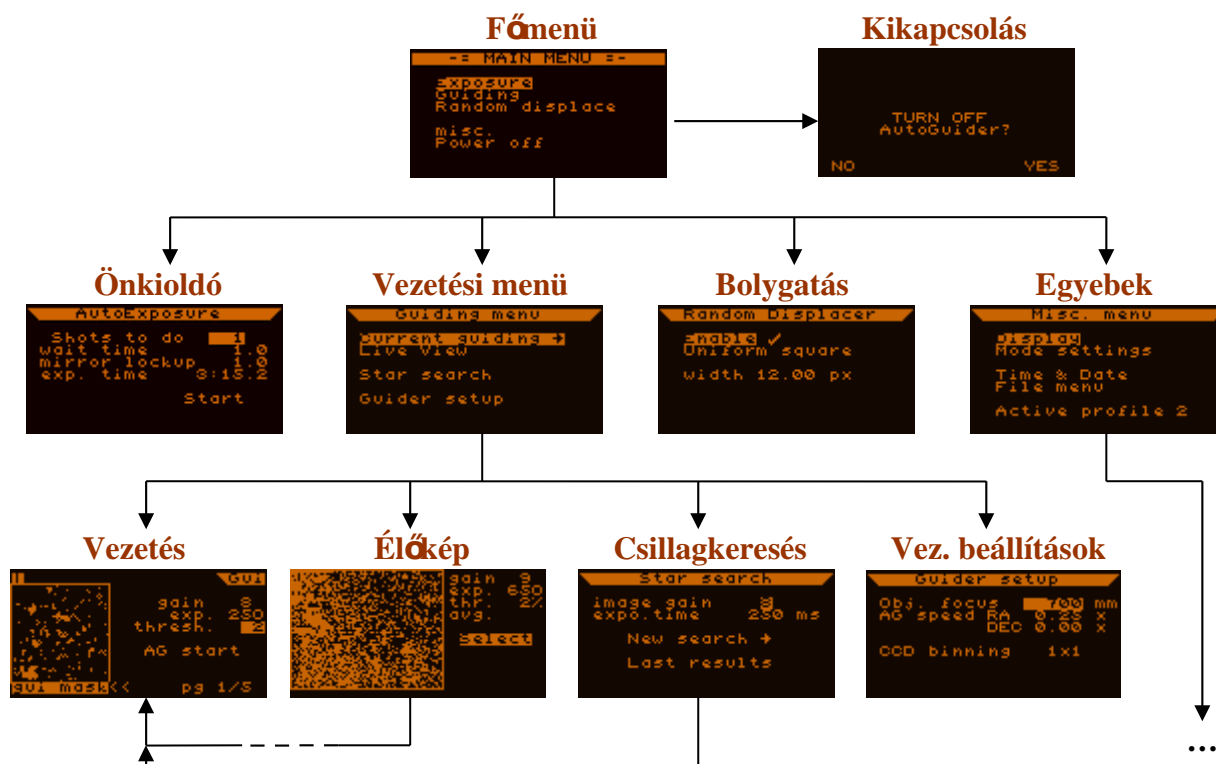 Főmenü
-= MAIN MENU =-
Exposure
Guiding
Random displace
misc.
Power off
Kikapcsolás
TURN OFF
AutoGuider?
NO YES
Önkioldó
AutoExposure
Shots to do 1
wait time 1.0
mirror lockup 1.0
exp. time 3:15.2
Start
Vezetési menü
Guiding menu
Current guiding →
Live View
Star search
Guider setup
Bolygatás
Random Displacer
Enable ✓
Uniform square
width 12.00 px
Egyebek
Misc. menu
Display
Mode settings
Time & Date
File menu
Active profile 2
Vezetés
GUI
gain 8
exp. 250
thresh. 2
AG start
gui mask<< pg 1/5
Élőkép
gain 9
exp. 650
thr. 2%
avg.
Select
Csillagkeresés
Star search
image gain 8
expo.time 250 ms
New search →
Last results
Vez. beállítások
Guider setup
Obj. focus 700 mm
AG speed RA 0.25 x
DEC 0.00 x
CCD binning 1x1
...